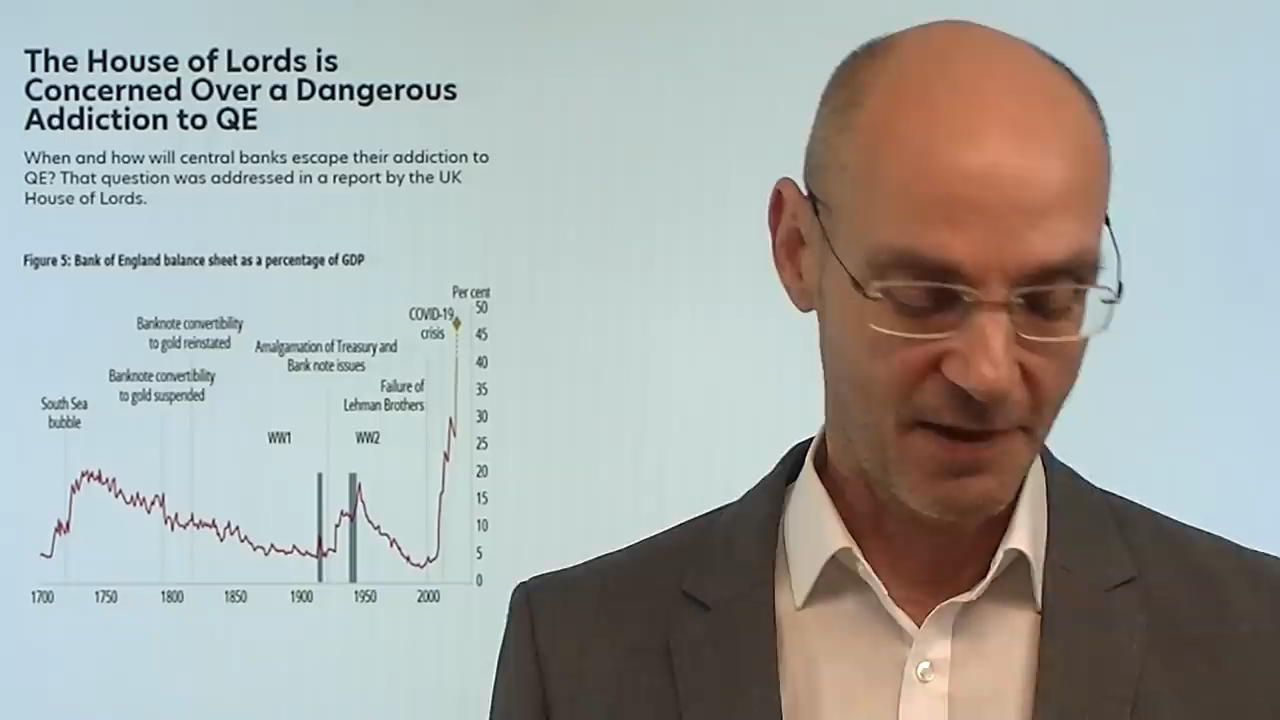 The House of Lords is
Concerned Over a Dangerous
Addiction to QE
When and how will central banks escape their addiction to
QE? That question was addressed in a report by the UK
House of Lords.
Figure 5: Bank of England balance sheet as a percentage of GDP
Per cent
50
COVID-19
crisis
Banknote convertibility
to gold reinstated
45
Amalgamation of Treasury and
Bank note issues
40
Banknote convertibility
to gold suspended
Failure of
Lehman Brothers
35
South Sea
bubble
30
WW1
WW2
25
20
15
10
5
0
1700 1750 1800 1850 1900 1950 2000